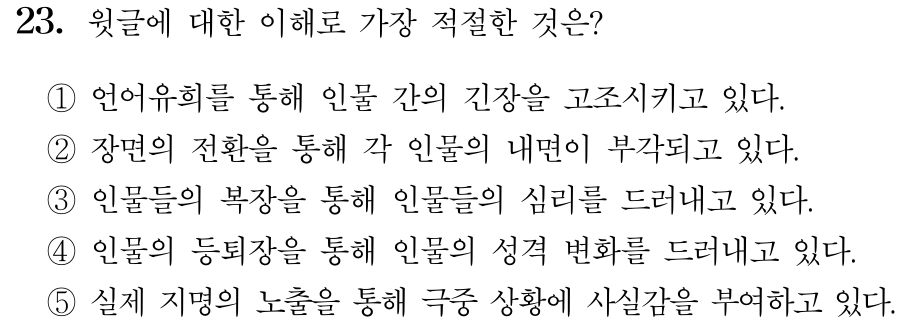 23. 윗글에 대한 이해로 가장 적절한 것은?
① 언어유희를 통해 인물 간의 긴장을 고조시키고 있다.
② 장면의 전환을 통해 각 인물의 내면이 부각되고 있다.
③ 인물들의 복장을 통해 인물들의 심리를 드러내고 있다.
④ 인물의 등퇴장을 통해 인물의 성격 변화를 드러내고 있다.
⑤ 실제 지명의 노출을 통해 극중 상황에 사실감을 부여하고 있다.